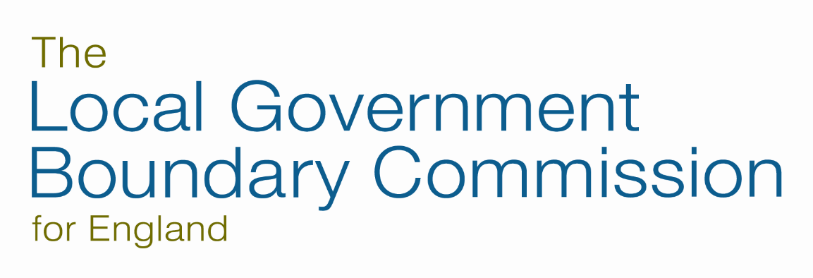 The
Local Government
Boundary Commission
for England